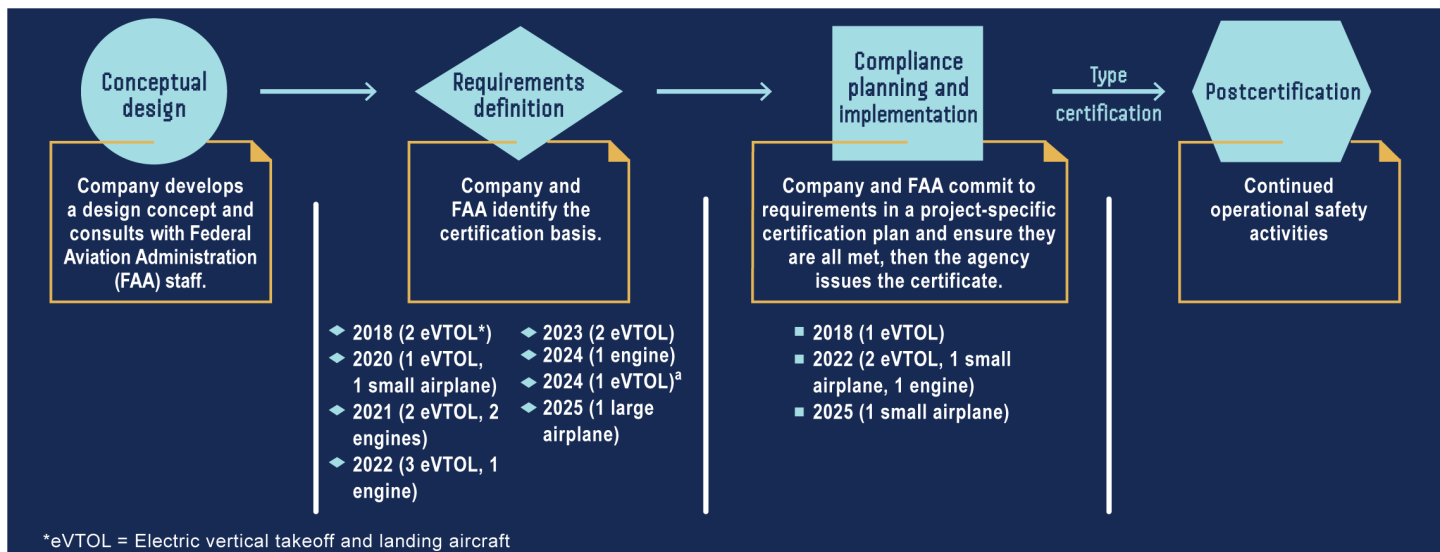 Conceptual
design
Company develops
a design concept and
consults with Federal
Aviation Administration
(FAA) staff.
Requirements
definition
Company and
FAA identify the
certification basis.
2018 (2 eVTOL*)
2020 (1 eVTOL,
1 small airplane)
2021 (2 eVTOL, 2
engines)
2022 (3 eVTOL, 1
engine)
2023 (2 eVTOL)
2024 (1 engine)
2024 (1 eVTOL)a
2025 (1 large
airplane)
Compliance
planning and
implementation
Company and FAA commit to
requirements in a project-specific
certification plan and ensure they
are all met, then the agency
issues the certificate.
2018 (1 eVTOL)
2022 (2 eVTOL, 1 small
airplane, 1 engine)
2025 (1 small airplane)
Type
certification
Postcertification
Continued
operational safety
activities
*eVTOL = Electric vertical takeoff and landing aircraft